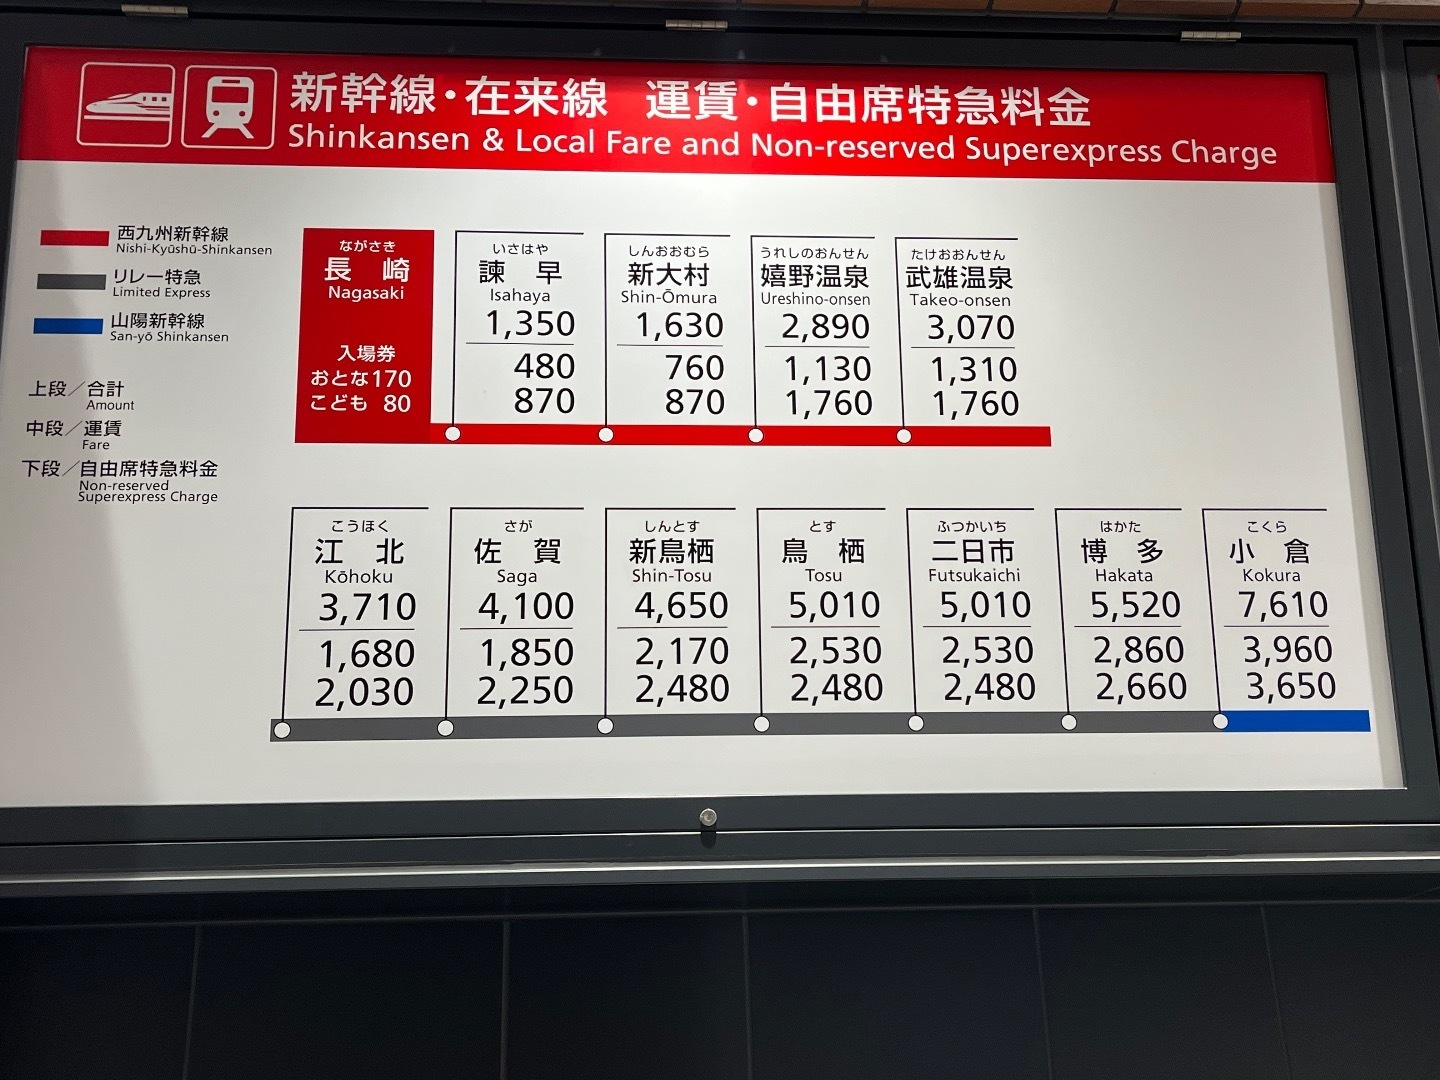 新幹線・在来線 運賃・自由席特急料金
Shinkansen & Local Fare and Non-reserved Superexpress Charge
西九州新幹線
Nishi-Kyūshū-Shinkansen
リレー特急
Limited Express
山陽新幹線
San-yō Shinkansen
上段／合計
Amount
中段／運賃
Fare
下段／自由席特急料金
Non-reserved
Superexpress Charge
ながさき
長崎
Nagasaki
入場券
おとな170
こども 80
いさはや
諫早
Isahaya
1,350
480
870
しんおおむら
新大村
Shin-Ōmura
1,630
760
870
うれしのおんせん
嬉野温泉
Ureshino-onsen
2,890
1,130
1,760
たけおおんせん
武雄温泉
Takeo-onsen
3,070
1,310
1,760
こうほく
江北
Kōhoku
3,710
1,680
2,030
さが
佐賀
Saga
4,100
1,850
2,250
しんとす
新鳥栖
Shin-Tosu
4,650
2,170
2,480
とす
鳥栖
Tosu
5,010
2,530
2,480
ふつかいち
二日市
Futsukaichi
5,010
2,530
2,480
はかた
博多
Hakata
5,520
2,860
2,660
こくら
小倉
Kokura
7,610
3,960
3,650